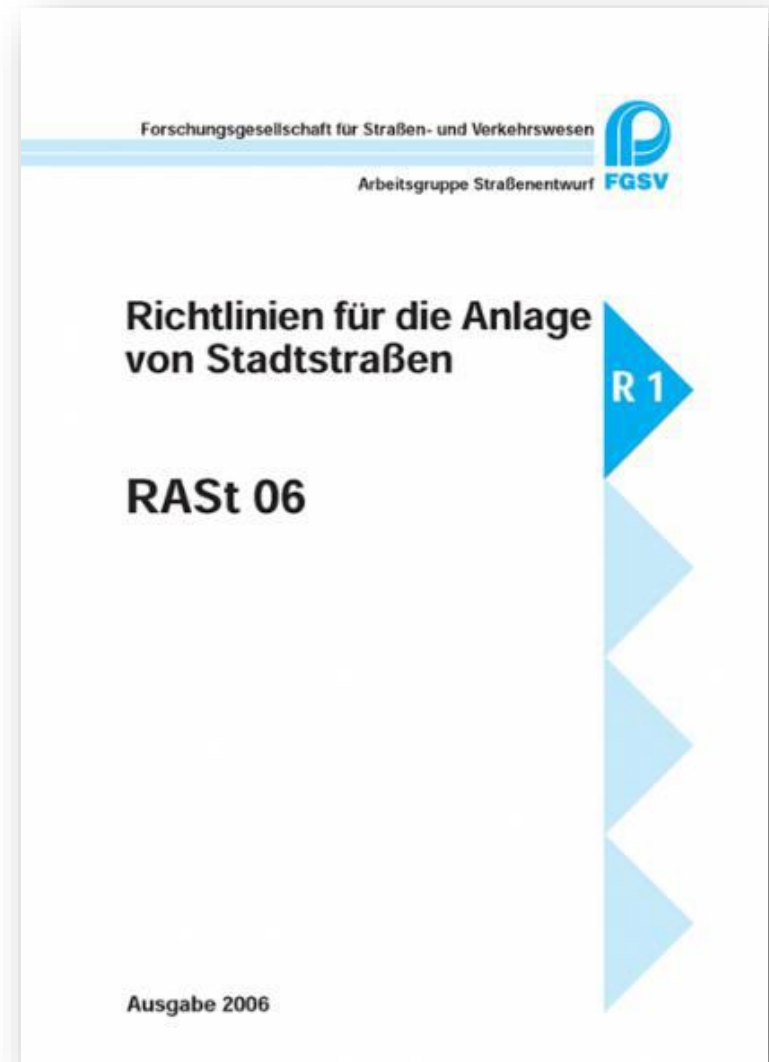 Forschungsgesellschaft für Straßen- und Verkehrswesen
FGSV
Arbeitsgruppe Straßenentwurf
Richtlinien für die Anlage
von Stadtstraßen
R 1
RASt 06
Ausgabe 2006